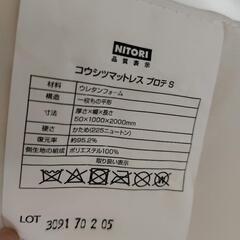 NITORI
品質表示
コウシツマットレス プロテ S
材料 ウレタンフォーム
構造 一枚もの平形
寸法 厚さ×幅×長さ
50×1000×2000mm
硬さ かため(225ニュートン)
復元率 約95.2%
側生地の組成 ポリエステル100%
取り扱い表示
LOT 3091 70 2 05